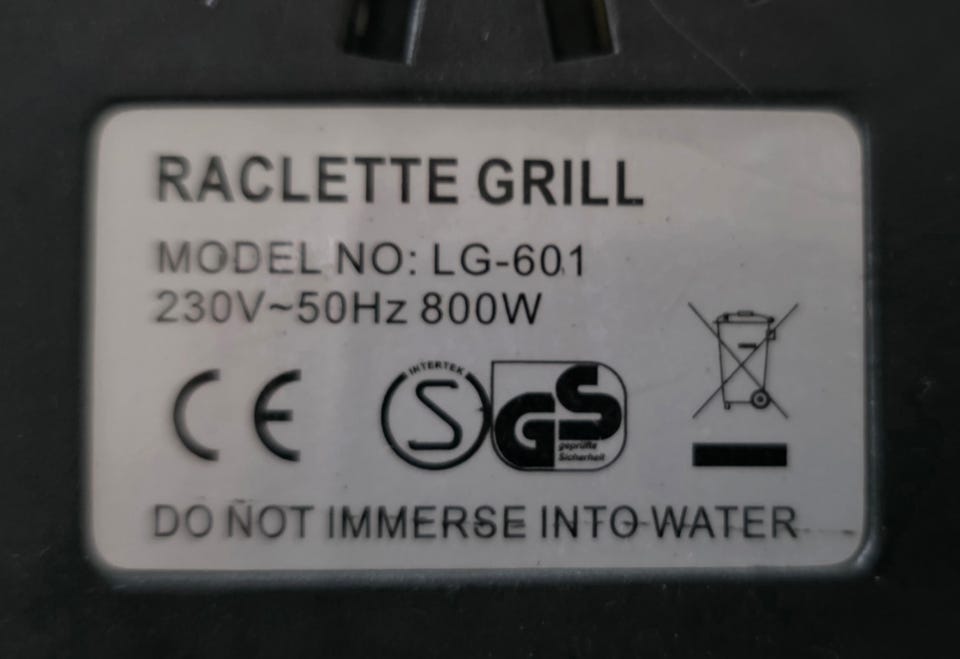 RACLETTE GRILL
MODEL NO: LG-601
230V~50Hz 800W
CE
INTERTEK
S
GS
geprüfte
Sicherheit
DO NOT IMMERSE INTO WATER